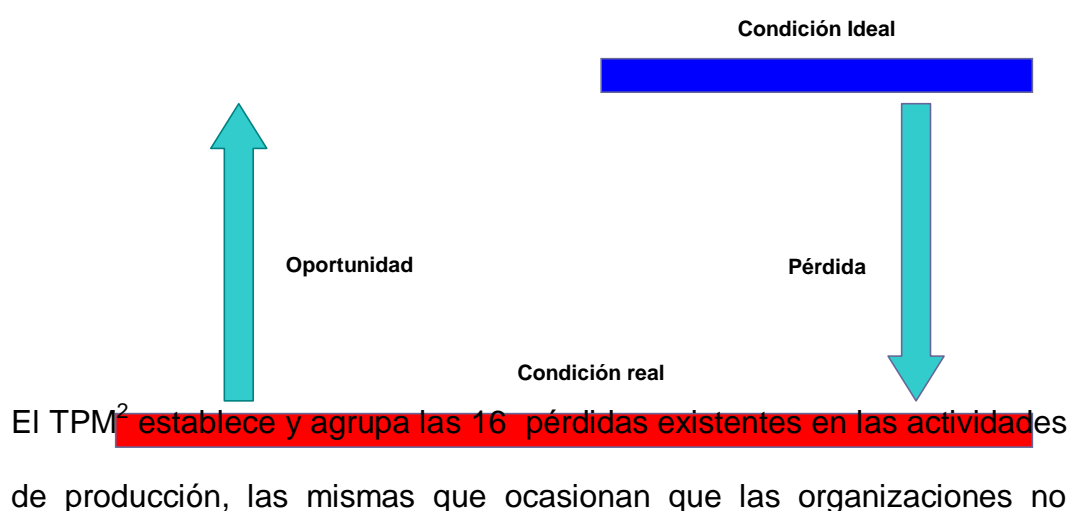 Condición Ideal
Oportunidad
Pérdida
Condición real
El TPM² establece y agrupa las 16 pérdidas existentes en las actividades
de producción, las mismas que ocasionan que las organizaciones no